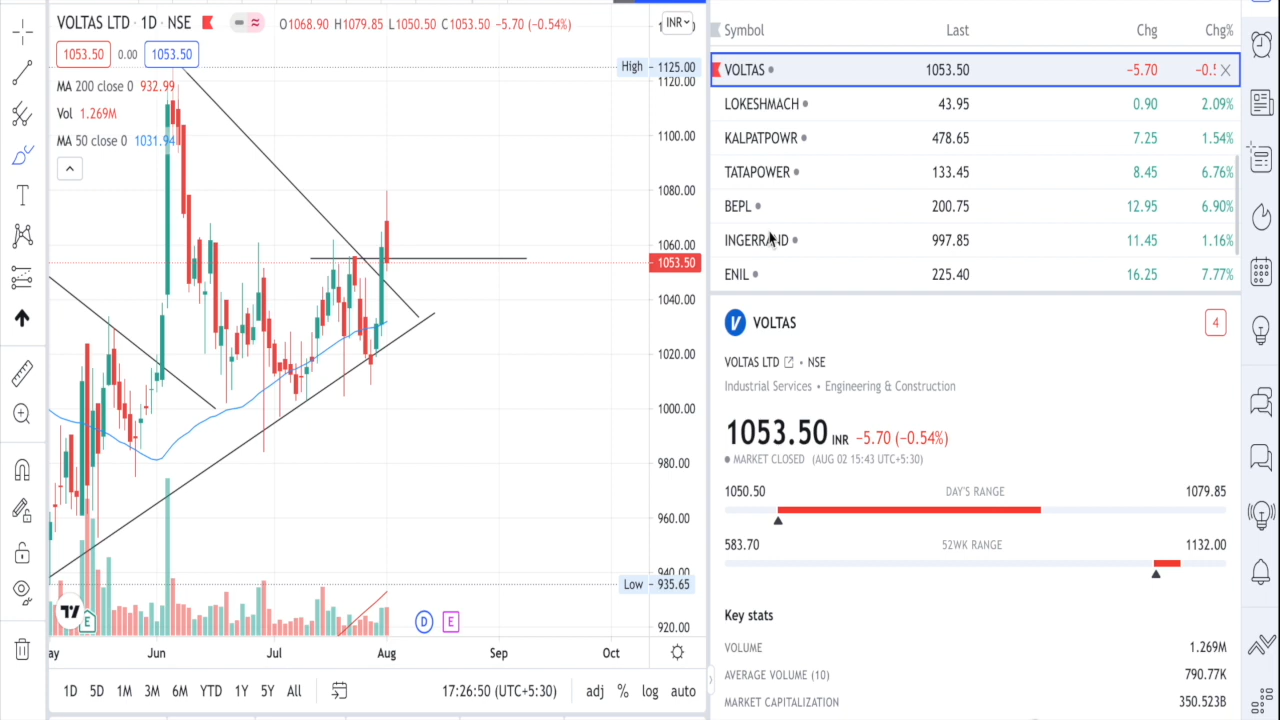 VOLTAS LTD · 1D · NSE O1068.90 H1079.85 L1050.50 C1053.50 −5.70 (−0.54%)
INR
1053.50 0.00 1053.50
MA 200 close 0 932.99
Vol 1.269M
MA 50 close 0 1031.94
High 1125.00
1120.00
1100.00
1080.00
1060.00
1053.50
1040.00
1020.00
1000.00
980.00
960.00
940.00
Low 935.65
920.00
E
D E
ay Jun Jul Aug Sep Oct
1D 5D 1M 3M 6M YTD 1Y 5Y All 17:26:50 (UTC+5:30) adj % log auto
Symbol Last Chg Chg%
VOLTAS 1053.50 −5.70
LOKESHMACH 43.95 0.90 2.09%
KALPATPOWR 478.65 7.25 1.54%
TATAPOWER 133.45 8.45 6.76%
BEPL 200.75 12.95 6.90%
INGERRAND 997.85 11.45 1.16%
ENIL 225.40 16.25 7.77%
VOLTAS 4
VOLTAS LTD • NSE
Industrial Services • Engineering & Construction
1053.50 INR −5.70 (−0.54%)
MARKET CLOSED (AUG 02 15:43 UTC+5:30)
1050.50 DAY'S RANGE 1079.85
583.70 52WK RANGE 1132.00
Key stats
VOLUME 1.269M
AVERAGE VOLUME (10) 790.77K
MARKET CAPITALIZATION 350.523B